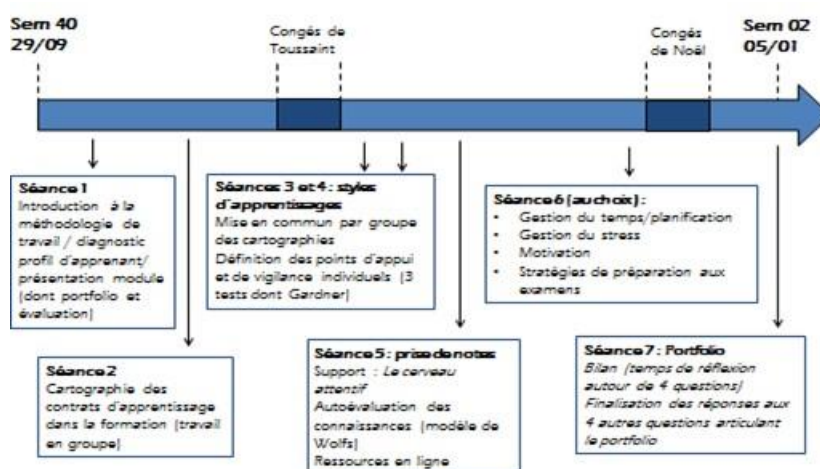 Sem 40
29/09
Congés de
Toussaint
Congés
de Noël
Sem 02
05/01
Séance 1
Introduction à la
méthodologie de
travail / diagnostic
profil d'apprenant/
présentation module
(dont portfolio et
évaluation)
Séances 3 et 4 : styles
d'apprentissages
Mise en commun par groupe
des cartographies
Définition des points d'appui
et de vigilance individuels (3
tests dont Gardner)
Séance 6 (au choix) :
• Gestion du temps/planification
• Gestion du stress
• Motivation
• Stratégies de préparation aux
examens
Séance 2
Cartographie des
contrats d'apprentissage
dans la formation (travail
en groupe)
Séance 5 : prise de notes
Support : Le cerveau
attentif
Autoévaluation des
connaissances (modèle de
Wolfs)
Ressources en ligne
Séance 7 : Portfolio
Bilan (temps de réflexion
autour de 4 questions)
Finalisation des réponses aux
4 autres questions articulant
le portfolio